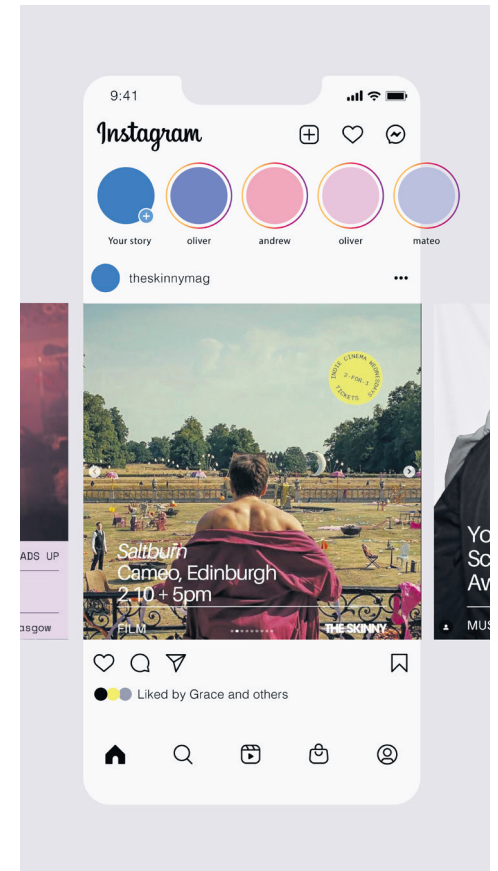 9:41
Instagram
Your story
oliver
andrew
oliver
mateo
theskinnymag
ADS UP
asgow
INDIE CINEMA WEDNESDAYS
2-FOR-1
TICKETS
Saltburn
Cameo, Edinburgh
2.10 + 5pm
FILM
THE SKINNY
Yo
Sc
Av
MUS
Liked by Grace and others